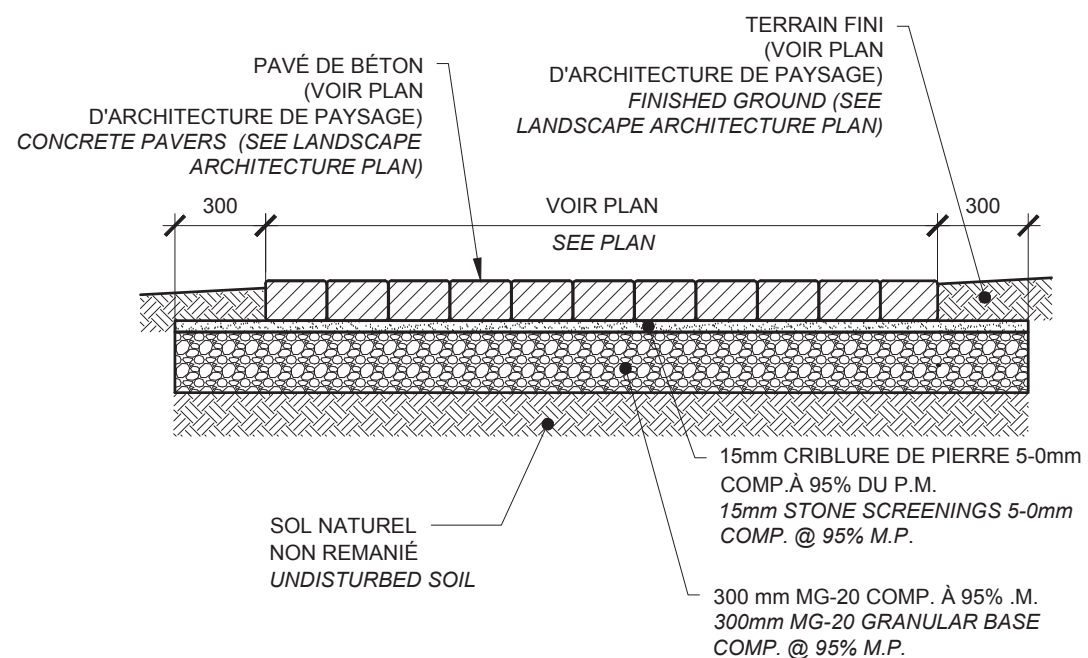 TERRAIN FINI
(VOIR PLAN
D'ARCHITECTURE DE PAYSAGE)
FINISHED GROUND (SEE
LANDSCAPE ARCHITECTURE PLAN)
PAVÉ DE BÉTON
(VOIR PLAN
D'ARCHITECTURE DE PAYSAGE)
CONCRETE PAVERS (SEE LANDSCAPE
ARCHITECTURE PLAN)
300
VOIR PLAN
300
SEE PLAN
15mm CRIBLURE DE PIERRE 5-0mm
COMP.À 95% DU P.M.
15mm STONE SCREENINGS 5-0mm
COMP. @ 95% M.P.
SOL NATUREL
NON REMANIÉ
UNDISTURBED SOIL
300 mm MG-20 COMP. À 95% .M.
300mm MG-20 GRANULAR BASE
COMP. @ 95% M.P.